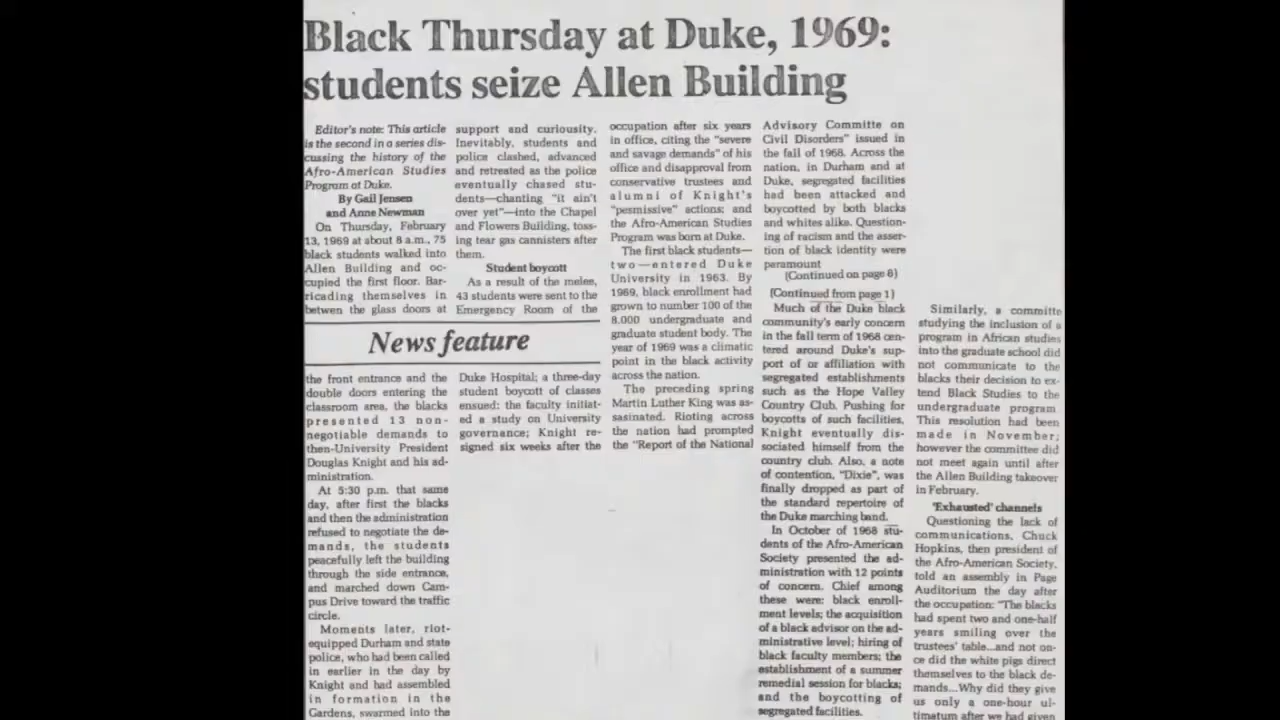 Black Thursday at Duke, 1969:
students seize Allen Building
Editor's note: This article
is the second in a series dis-
cussing the history of the
Afro-American Studies
Program at Duke.
By Gail Jensen
and Anne Newman
On Thursday, February
13, 1969 at about 8 a.m., 75
black students walked into
Allen Building and oc-
cupied the first floor. Bar-
ricading themselves in
betwen the glass doors at
News feature
the front entrance and the
double doors entering the
classroom area, the blacks
presented 13 non-
negotiable demands to
then-University President
Douglas Knight and his ad-
ministration.
At 5:30 p.m. that same
day, after first the blacks
and then the administration
refused to negotiate the de-
mands, the students
peacefully left the building
through the side entrance,
and marched down Cam-
pus Drive toward the traffic
circle.
Moments later, riot-
equipped Durham and state
police, who had been called
in earlier in the day by
Knight and had assembled
in formation in the
Gardens, swarmed into the
support and curiosity.
Inevitably, students and
police clashed, advanced
and retreated as the police
eventually chased stu-
dents—chanting "it ain't
over yet"—into the Chapel
and Flowers Building, toss-
ing tear gas cannisters after
them.
Student boycott
As a result of the melee,
43 students were sent to the
Emergency Room of the
Duke Hospital; a three-day
student boycott of classes
ensued: the faculty initiat-
ed a study on University
governance; Knight re-
signed six weeks after the
occupation after six years
in office, citing the "severe
and savage demands" of his
office and disapproval from
conservative trustees and
alumni of Knight's
"pesmissive" actions; and
the Afro-American Studies
Program was born at Duke.
The first black students—
two—entered Duke
University in 1963. By
1969, black enrollment had
grown to number 100 of the
8,000 undergraduate and
graduate student body. The
year of 1969 was a climatic
point in the black activity
across the nation.
The preceding spring
Martin Luther King was as-
sasinated. Rioting across
the nation had prompted
the "Report of the National
Advisory Committe on
Civil Disorders" issued in
the fall of 1968. Across the
nation, in Durham and at
Duke, segregated facilities
had been attacked and
boycotted by both blacks
and whites alike. Question-
ing of racism and the asser-
tion of black identity were
paramount
(Continued on page 6)
(Continued from page 1)
Much of the Duke black
community's early concern
in the fall term of 1968 cen-
tered around Duke's sup-
port of or affiliation with
segregated establishments
such as the Hope Valley
Country Club. Pushing for
boycotts of such facilities,
Knight eventually dis-
sociated himself from the
country club. Also, a note
of contention, "Dixie", was
finally dropped as part of
the standard repertoire of
the Duke marching band.
In October of 1968 stu-
dents of the Afro-American
Society presented the ad-
ministration with 12 points
of concern. Chief among
these were: black enroll-
ment levels; the acquisition
of a black advisor on the ad-
ministrative level; hiring of
black faculty members; the
establishment of a summer
remedial session for blacks;
and the boycotting of
segregated facilities.
Similarly, a committe
studying the inclusion of a
program in African studies
into the graduate school did
not communicate to the
blacks their decision to ex-
tend Black Studies to the
undergraduate program.
This resolution had been
made in November;
however the committee did
not meet again until after
the Allen Building takeover
in February.
'Exhausted' channels
Questioning the lack of
communications, Chuck
Hopkins, then president of
the Afro-American Society,
told an assembly in Page
Auditorium the day after
the occupation: "The blacks
had spent two and one-half
years smiling over the
trustees' table...and not on-
ce did the white pigs direct
themselves to the black de-
mands...Why did they give
us only a one-hour ul-
timatum after we had given